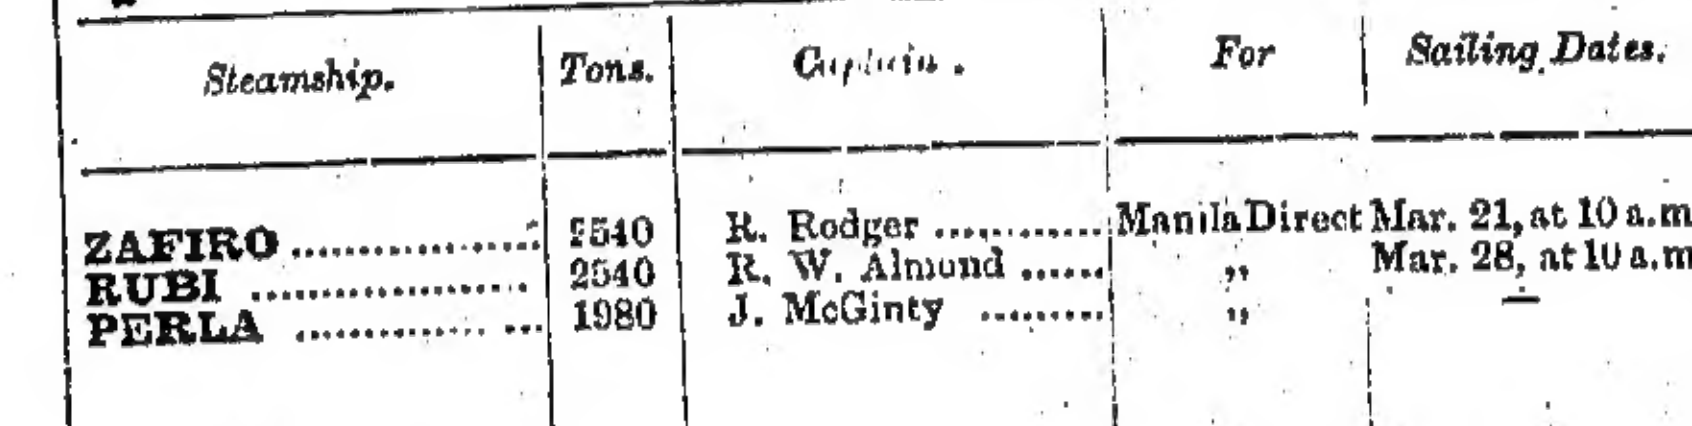 Steamship. Tons. Captain. For Sailing Dates.
ZAFIRO .................. 2540 R. Rodger ............ Manila Direct Mar. 21, at 10 a.m
RUBI .................. 2540 R. W. Almond ...... ,, Mar. 28, at 10 a.m
PERLA .................. 1980 J. McGinty ......... ,, —